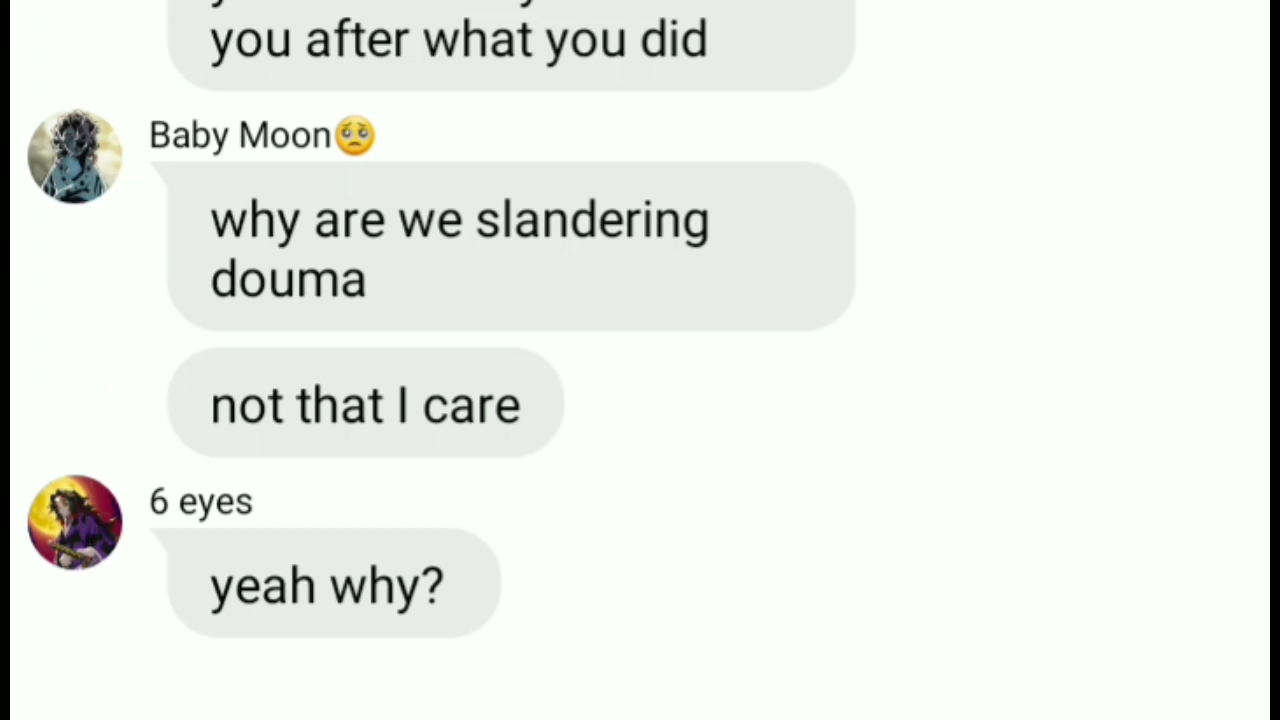 you after what you did
Baby Moon🥺
why are we slandering
douma
not that I care
6 eyes
yeah why?